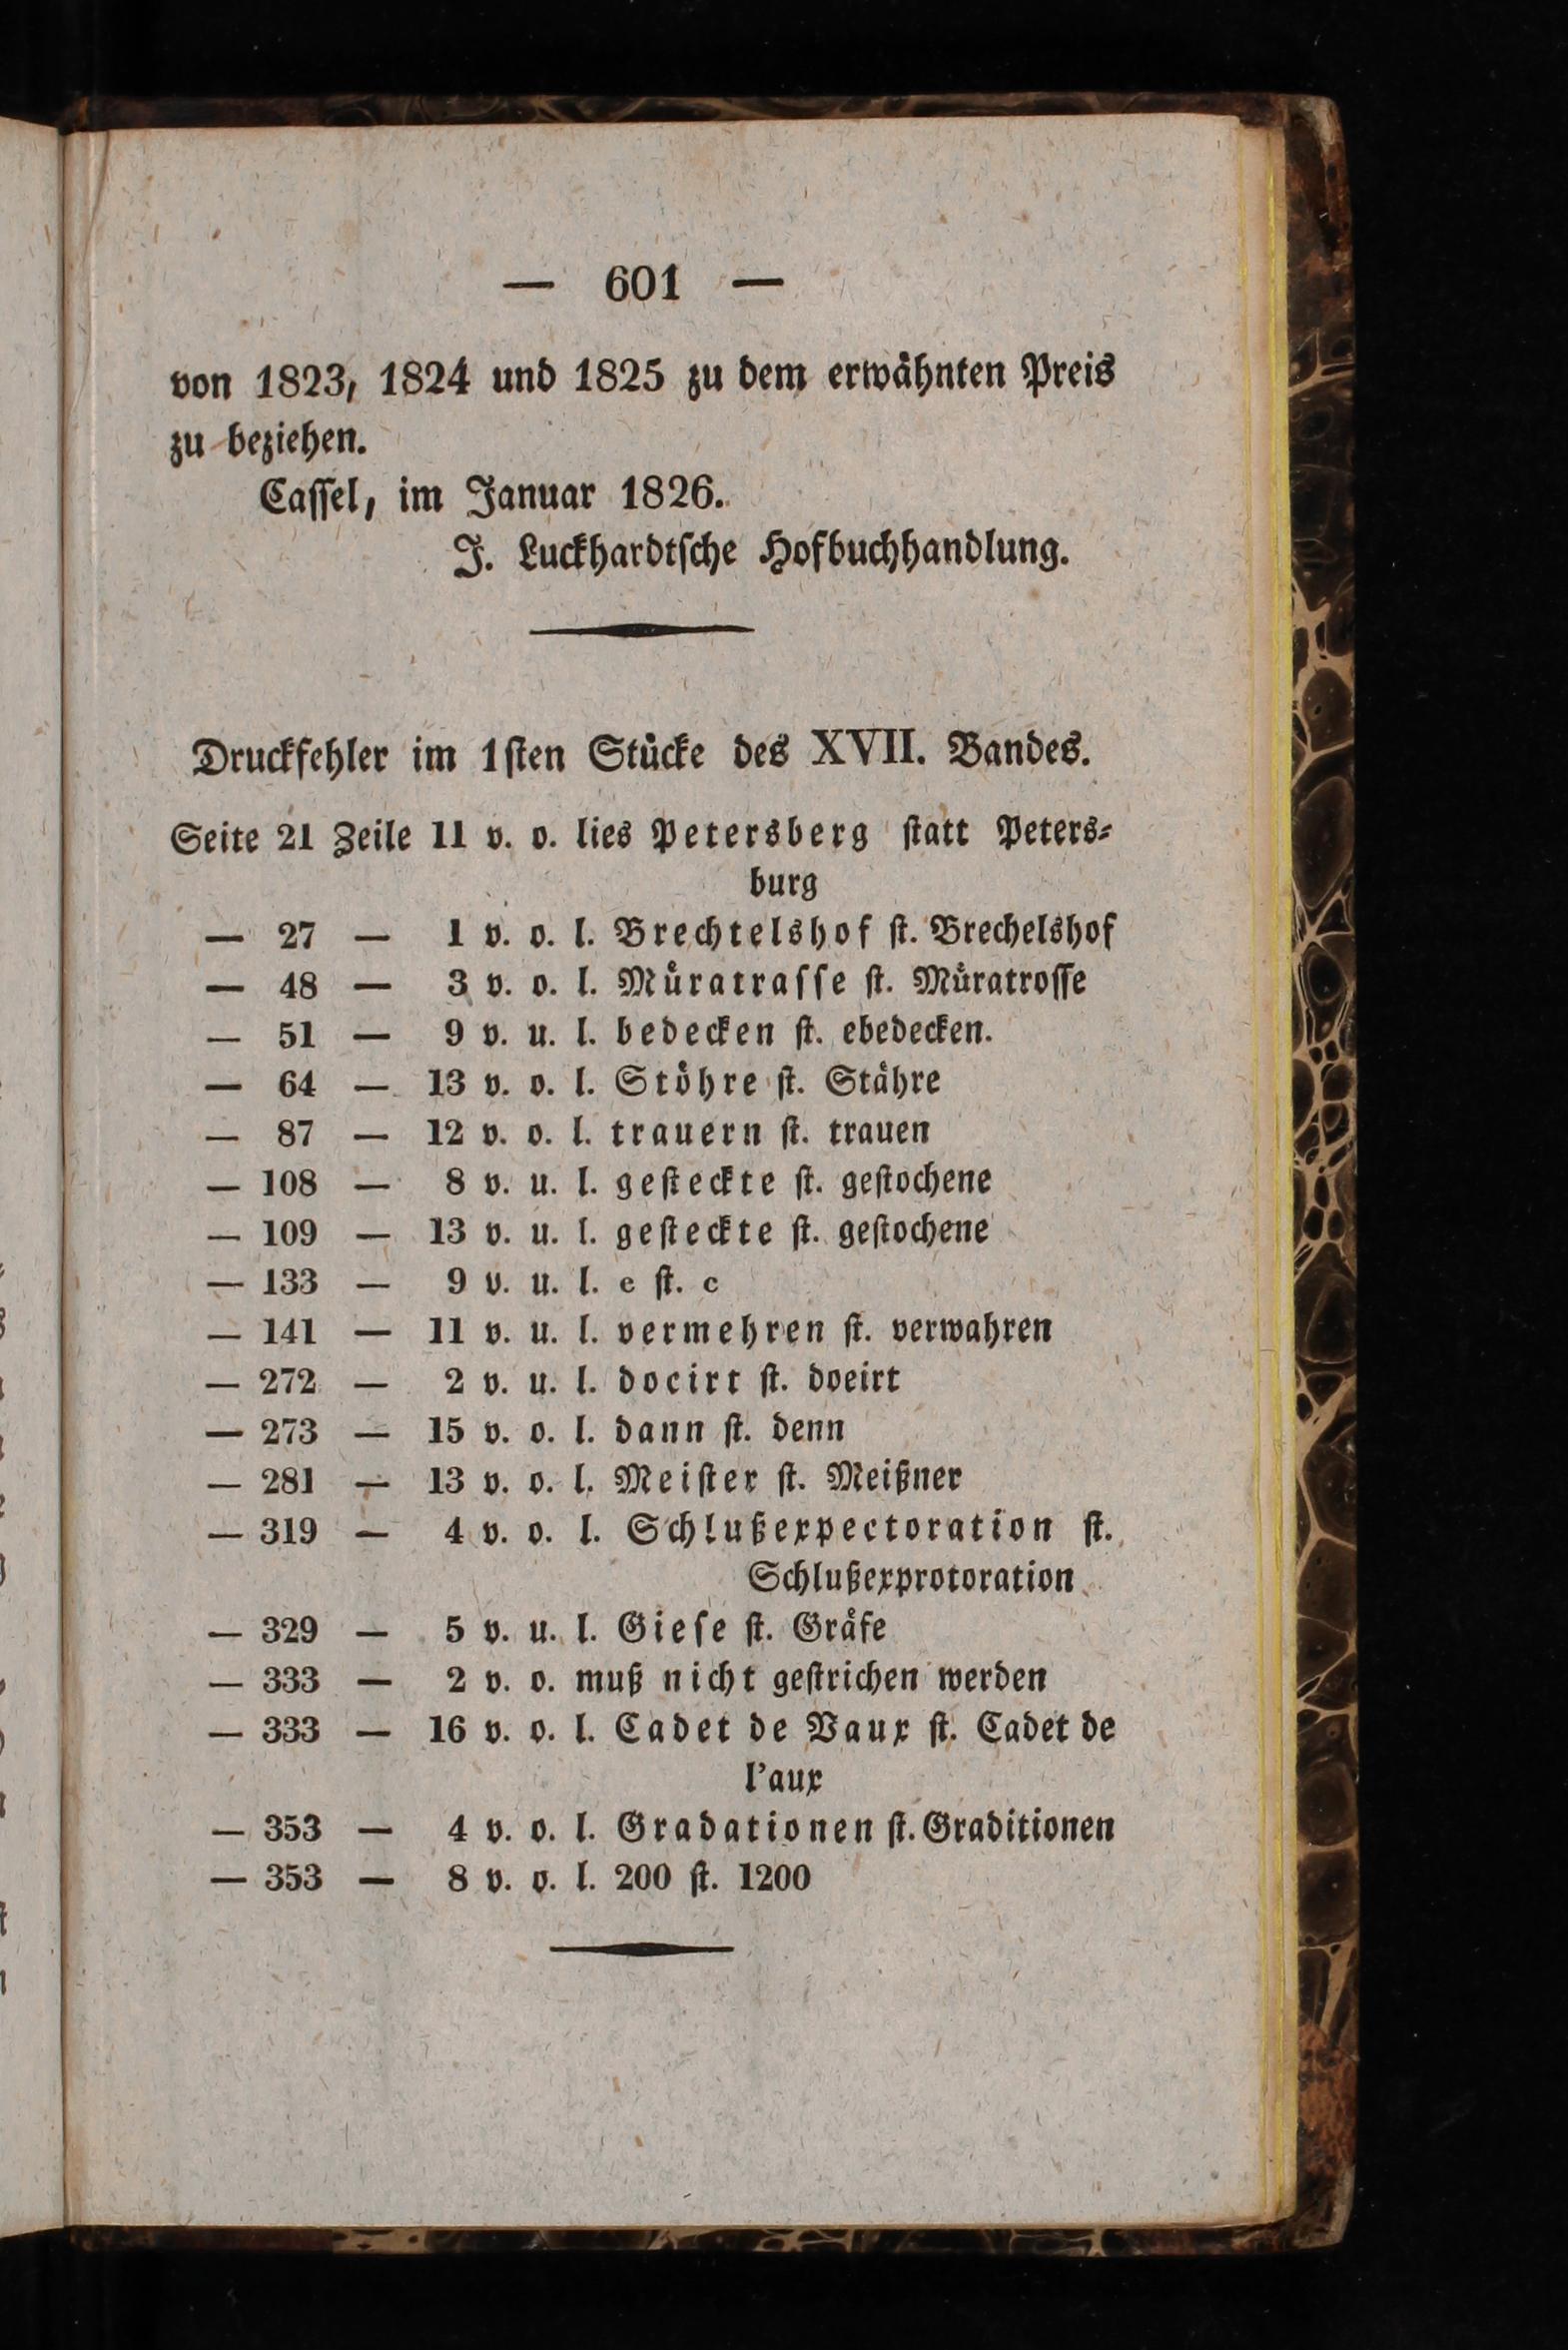 — 601 —
von 1823, 1824 und 1825 zu dem erwähnten Preis
zu beziehen.
Caſſel, im Januar 1826.
J. Luckhardtſche Hofbuchhandlung.
Druckfehler im 1ſten Stücke des XVII. Bandes.
Seite 21 Zeile 11 v. o. lies Petersberg ſtatt Peters⸗
burg
— 27 — 1 v. o. l. Brechtelshof ſt. Brechelshof
— 48 — 3 v. o. l. Müratraſſe ſt. Müratroſſe
— 51 — 9 v. u. l. bedecken ſt. ebedecken.
— 64 — 13 v. o. l. Stöhre ſt. Stähre
— 87 — 12 v. o. l. trauern ſt. trauen
— 108 — 8 v. u. l. geſteckte ſt. geſtochene
— 109 — 13 v. u. l. geſteckte ſt. geſtochene
— 133 — 9 v. u. l. e ſt. c
— 141 — 11 v. u. l. vermehren ſt. verwahren
— 272 — 2 v. u. l. docirt ſt. doeirt
— 273 — 15 v. o. l. dann ſt. denn
— 281 — 13 v. o. l. Meiſter ſt. Meißner
— 319 — 4 v. o. l. Schlußexpectoration ſt.
Schlußexprotoration
— 329 — 5 v. u. l. Gieſe ſt. Gräfe
— 333 — 2 v. o. muß nicht geſtrichen werden
— 333 — 16 v. o. l. Cadet de Vaux ſt. Cadet de
l'aux
— 353 — 4 v. o. l. Gradationen ſt. Graditionen
— 353 — 8 v. o. l. 200 ſt. 1200